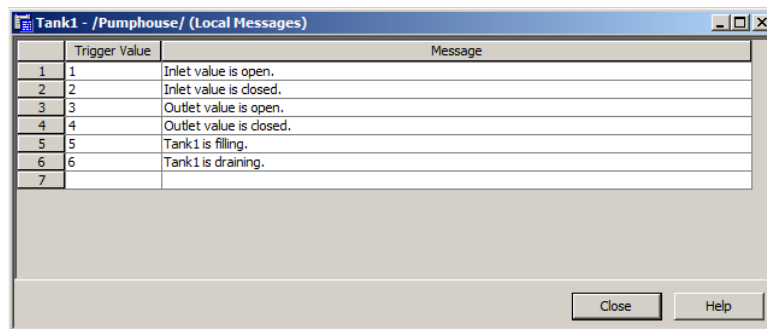 Tank1 - /Pumphouse/ (Local Messages)
Trigger Value Message
1 1 Inlet value is open.
2 2 Inlet value is closed.
3 3 Outlet value is open.
4 4 Outlet value is closed.
5 5 Tank1 is filling.
6 6 Tank1 is draining.
7
Close Help